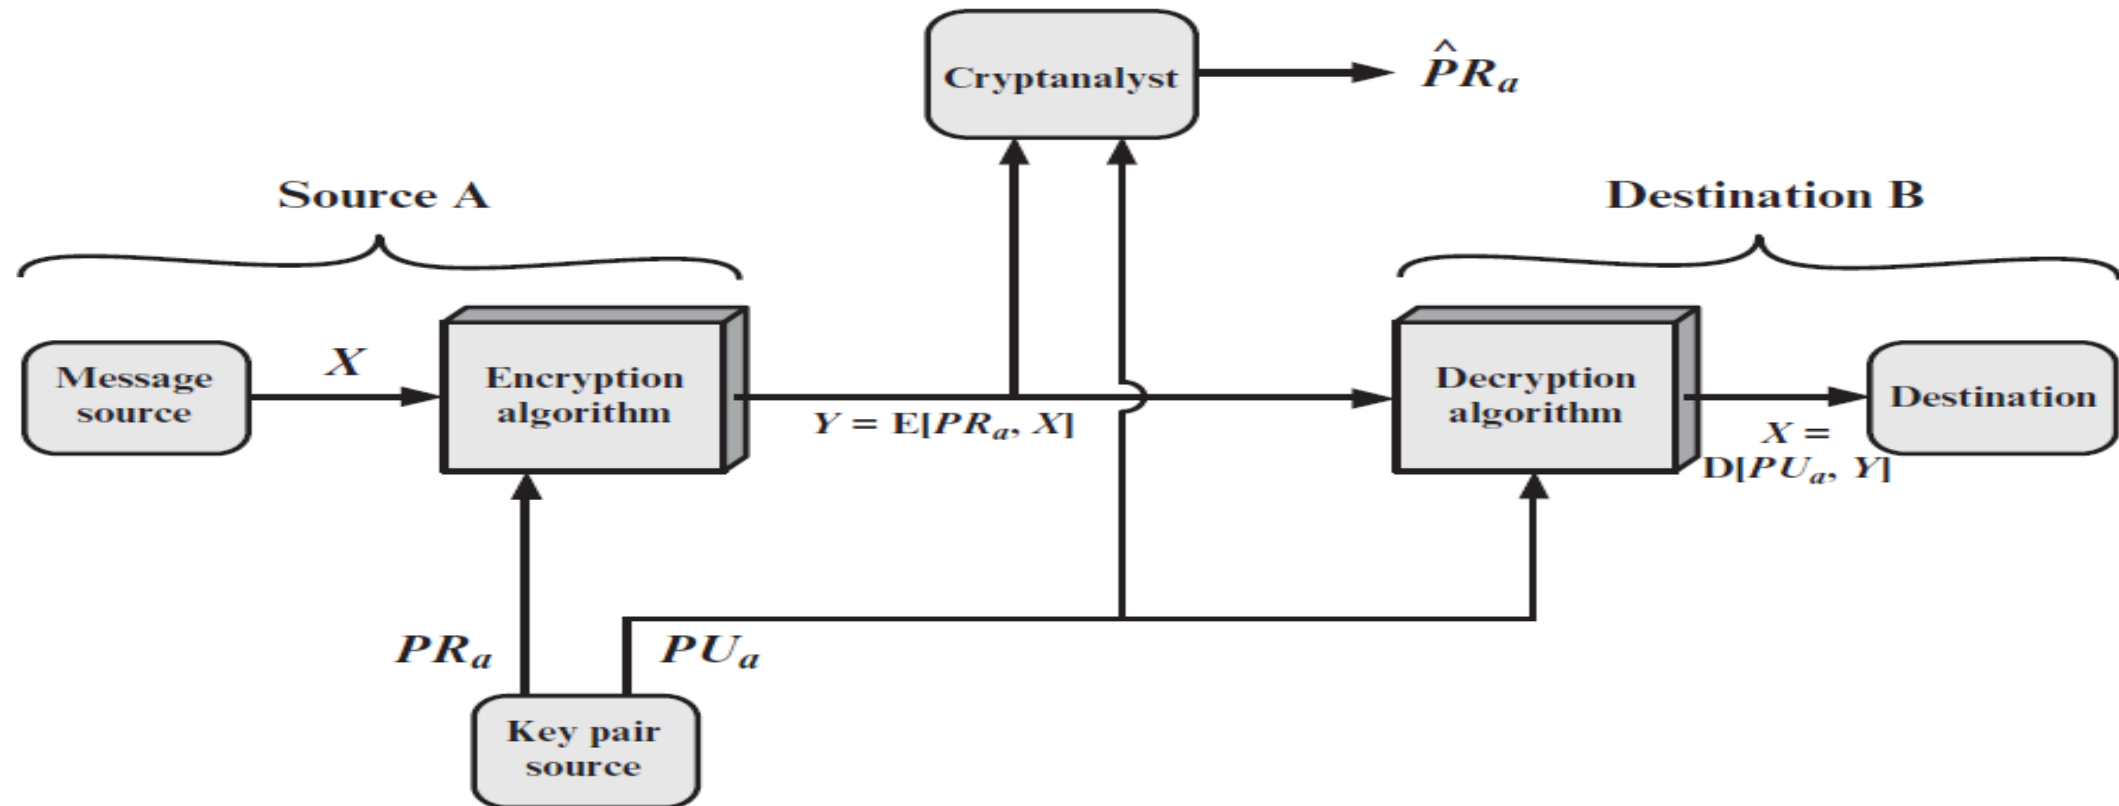 Cryptanalyst
P̂Rₐ
Source A
Destination B
Message
source
X
Encryption
algorithm
Y = E[PRₐ, X]
Decryption
algorithm
X =
D[PUₐ, Y]
Destination
PRₐ
PUₐ
Key pair
source